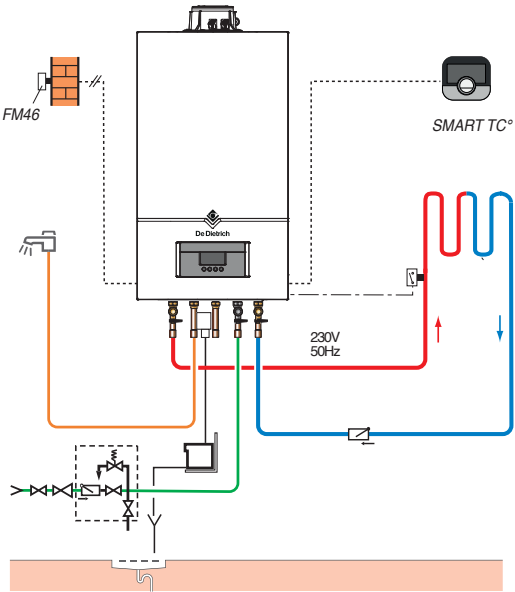 FM46
SMART TC°
De Dietrich
230V
50Hz